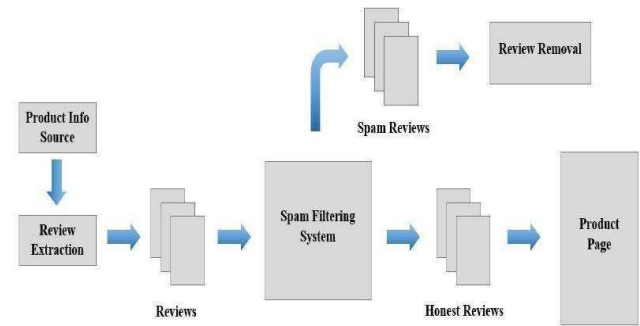 Product Info
Source
Review
Extraction
Reviews
Spam Filtering
System
Spam Reviews
Review Removal
Honest Reviews
Product
Page